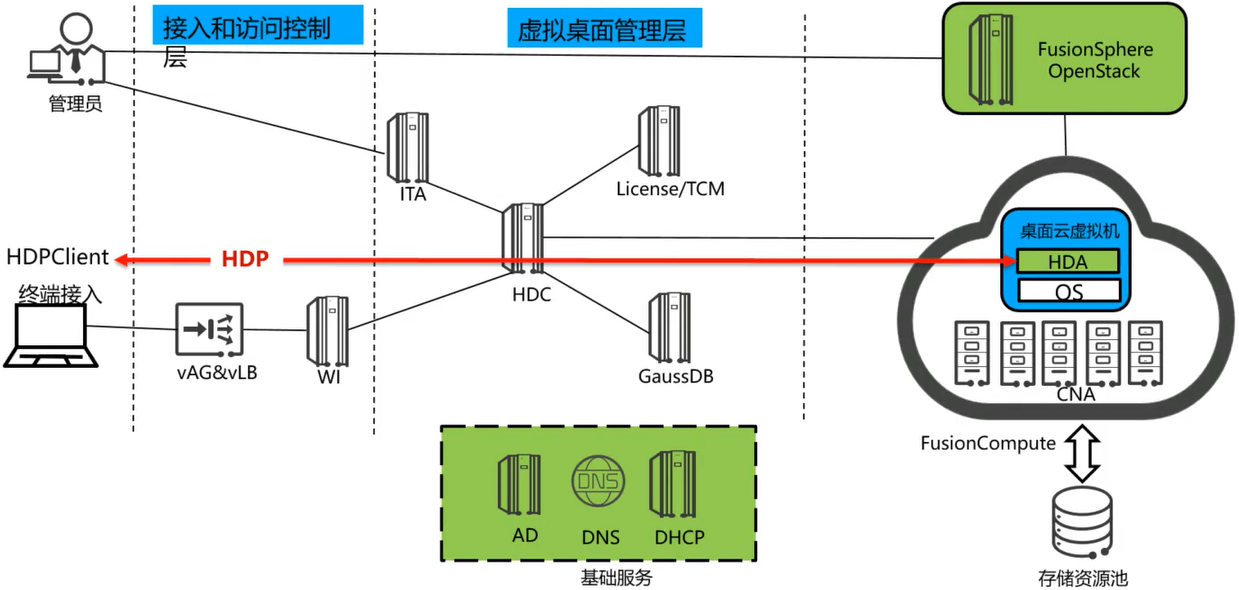 接入和访问控制
层
虚拟桌面管理层
FusionSphere
OpenStack
管理员
ITA
License/TCM
HDPClient
HDP
HDC
桌面云虚拟机
HDA
OS
终端接入
vAG&vLB
WI
GaussDB
CNA
FusionCompute
AD
DNS
DNS
DHCP
基础服务
存储资源池